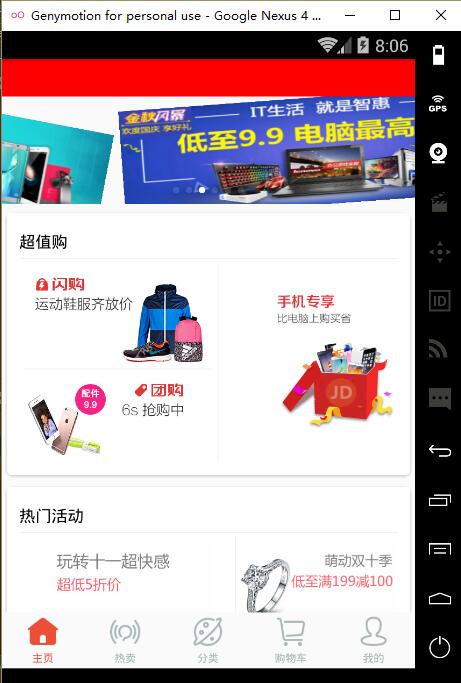 Genymotion for personal use - Google Nexus 4 ...
8:06
GPS
金秋风景
欢度国庆 享好礼
IT生活 就是智惠
低至9.9 电脑最高
ID
超值购
闪购
运动鞋服齐放价
手机专享
比电脑上购买省
JD
配件
9.9
团购
6s 抢购中
热门活动
玩转十一超快感
超低5折价
萌动双十季
低至满199减100
主页
热卖
分类
购物车
我的